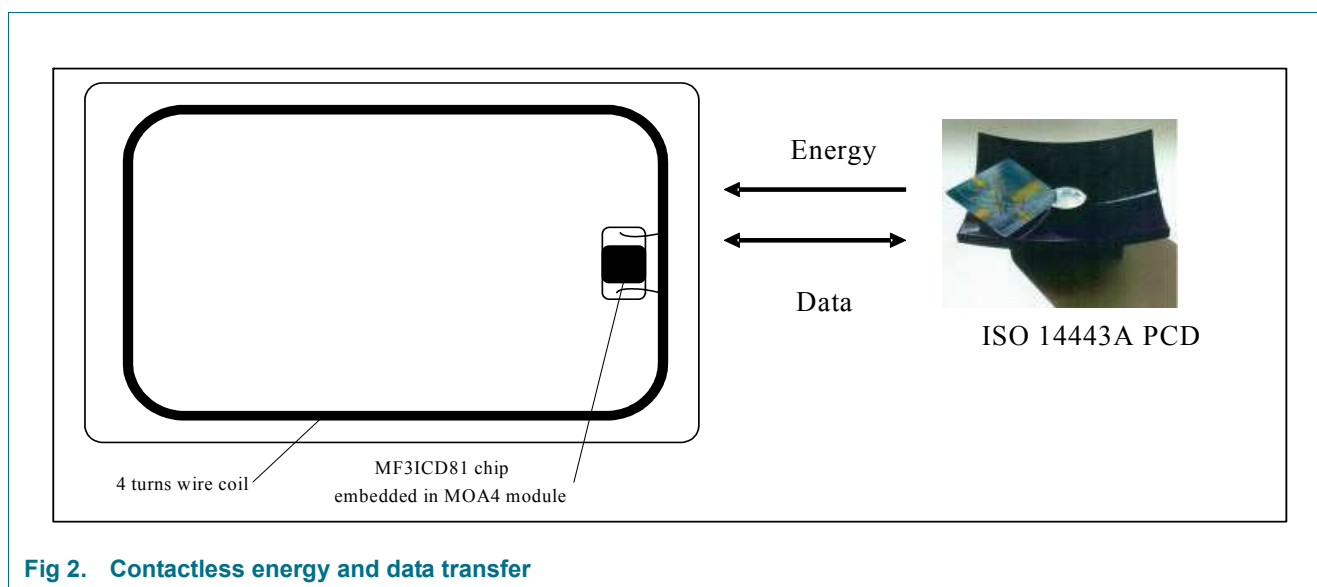 Energy
Data
ISO 14443A PCD
4 turns wire coil
MF3ICD81 chip
embedded in MOA4 module
Fig 2. Contactless energy and data transfer